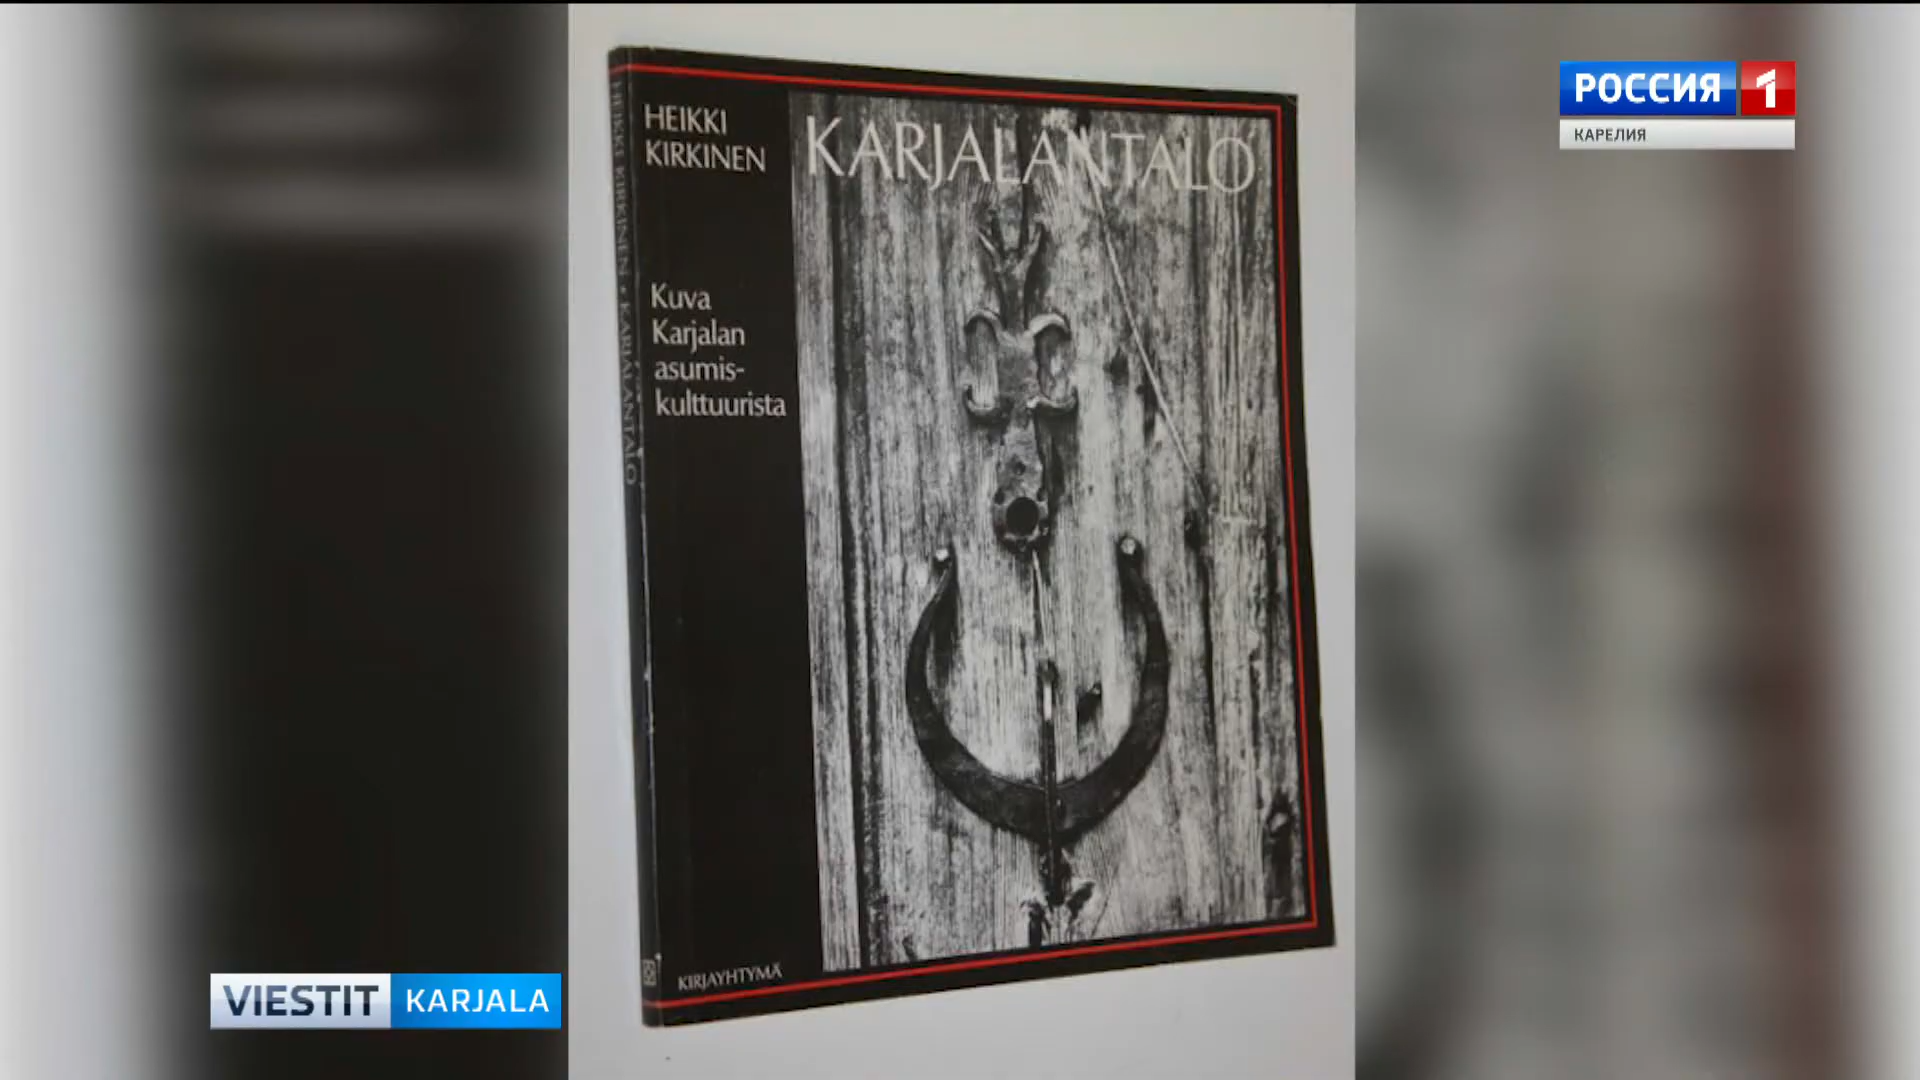 HEIKKI
KIRKINEN
KARJALANTALO
Kuva
Karjalan
asumis-
kulttuurista
KIRJAYHTYMÄ
HEIKKI KIRKINEN • KARJALANTALO
РОССИЯ 1
КАРЕЛИЯ
VIESTIT KARJALA